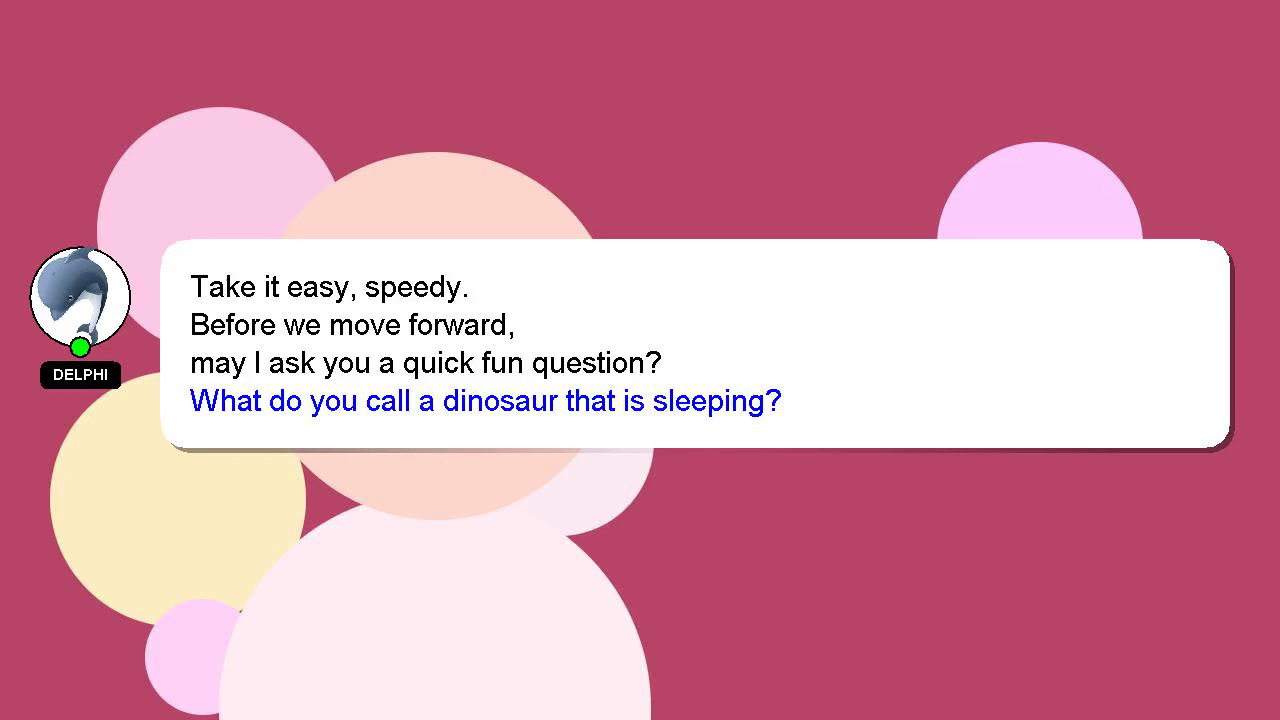 Take it easy, speedy.
Before we move forward,
may I ask you a quick fun question?
What do you call a dinosaur that is sleeping?
DELPHI